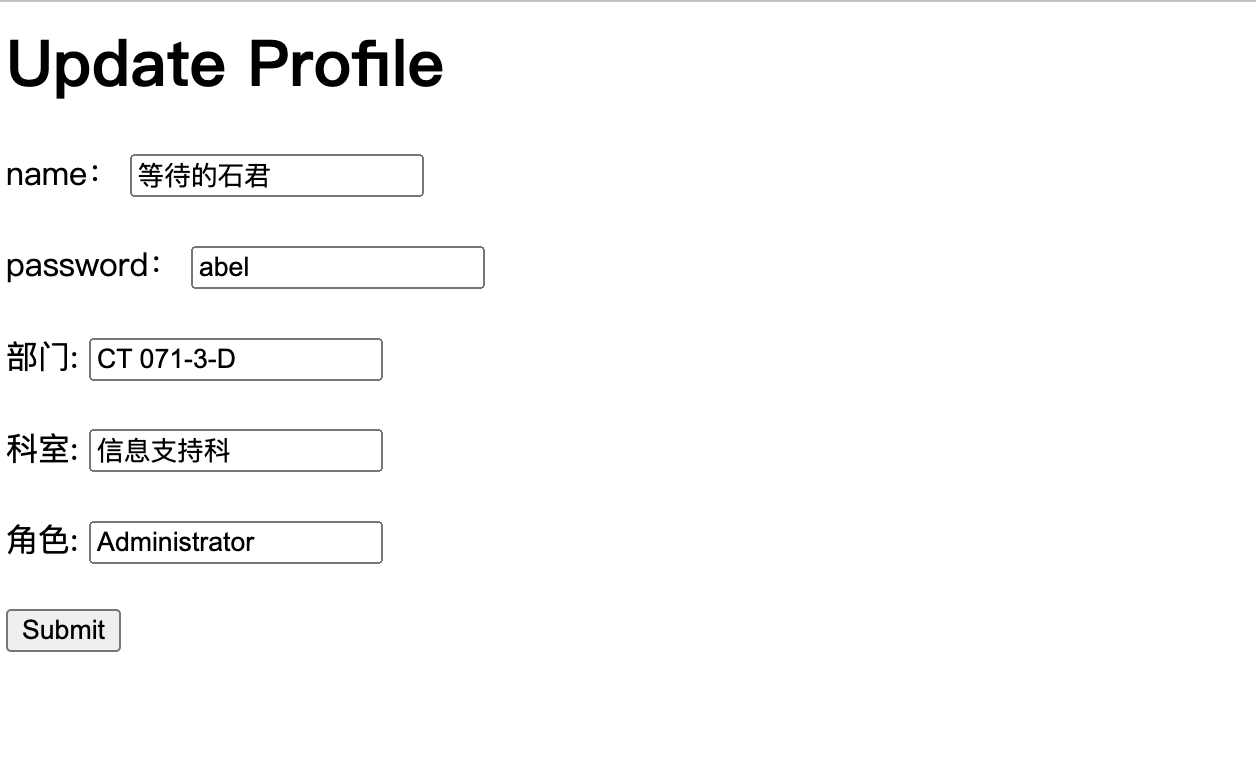 Update Profile
name： 等待的石君
password： abel
部门: CT 071-3-D
科室: 信息支持科
角色: Administrator
Submit